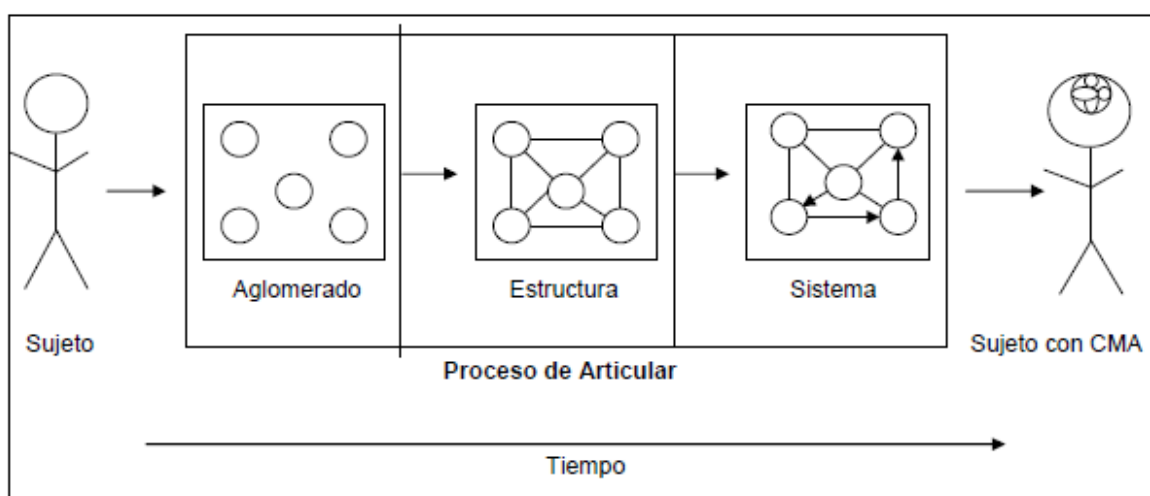 Aglomerado
Estructura
Sistema
Sujeto
Sujeto con CMA
Proceso de Articular
Tiempo